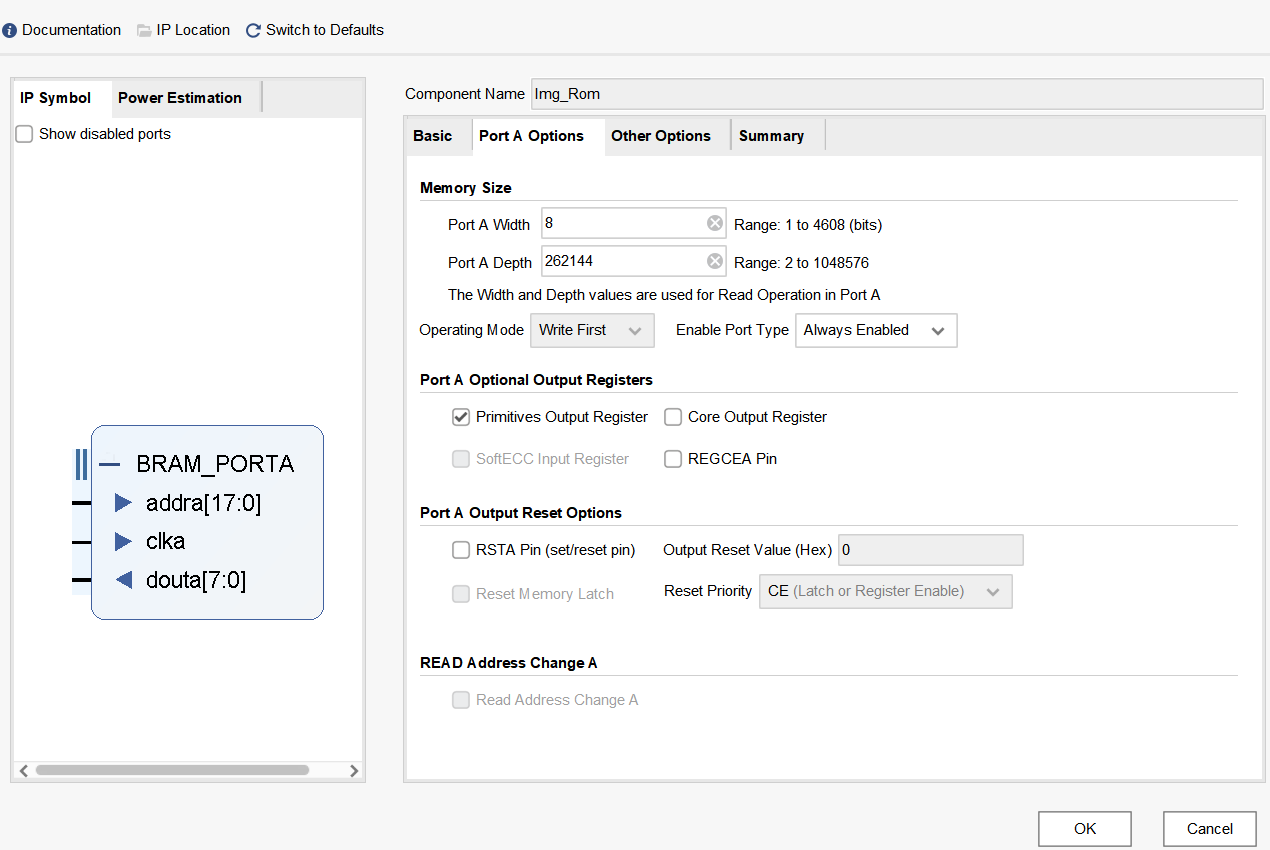 Documentation IP Location Switch to Defaults
IP Symbol Power Estimation
Show disabled ports
BRAM_PORTA
addra[17:0]
clka
douta[7:0]
Component Name Img_Rom
Basic Port A Options Other Options Summary
Memory Size
Port A Width 8 Range: 1 to 4608 (bits)
Port A Depth 262144 Range: 2 to 1048576
The Width and Depth values are used for Read Operation in Port A
Operating Mode Write First Enable Port Type Always Enabled
Port A Optional Output Registers
Primitives Output Register Core Output Register
SoftECC Input Register REGCEA Pin
Port A Output Reset Options
RSTA Pin (set/reset pin) Output Reset Value (Hex) 0
Reset Memory Latch Reset Priority CE (Latch or Register Enable)
READ Address Change A
Read Address Change A
OK Cancel